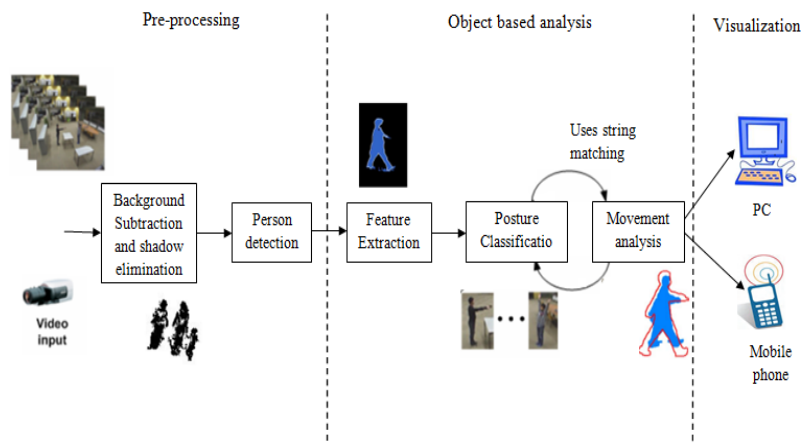 Pre-processing
Object based analysis
Visualization
Uses string
matching
Background
Subtraction
and shadow
elimination
Person
detection
Feature
Extraction
Posture
Classificatio
Movement
analysis
PC
Video
input
Mobile
phone